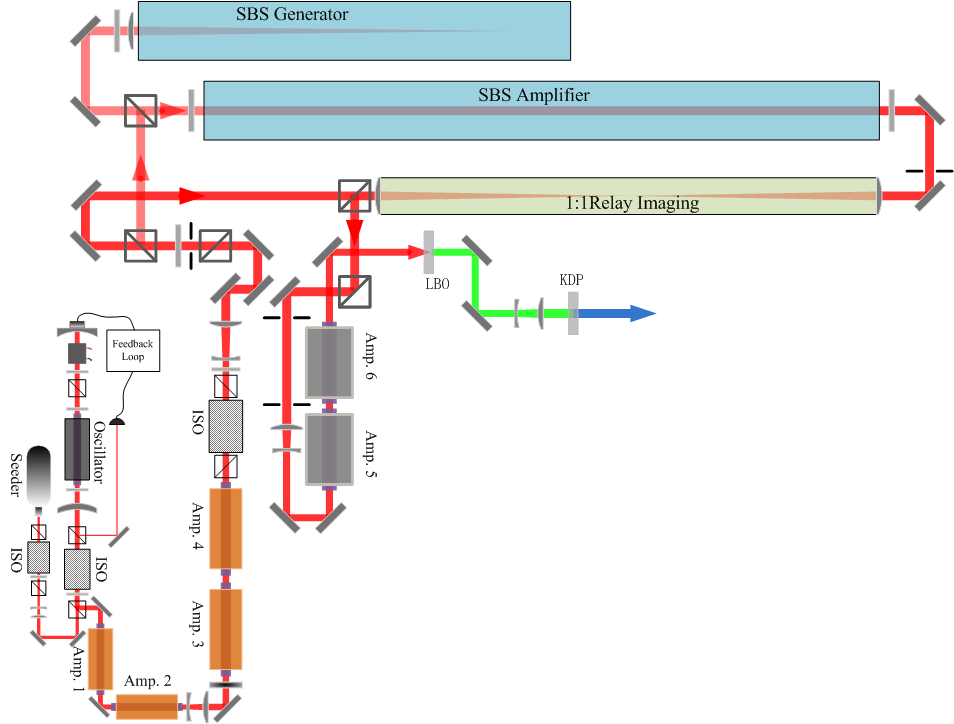 SBS Generator
SBS Amplifier
1:1Relay Imaging
LBO
KDP
Feedback
Loop
Amp. 6
ISO
Amp. 5
Oscillator
Seeder
Amp. 4
ISO
ISO
Amp. 3
Amp. 1
Amp. 2